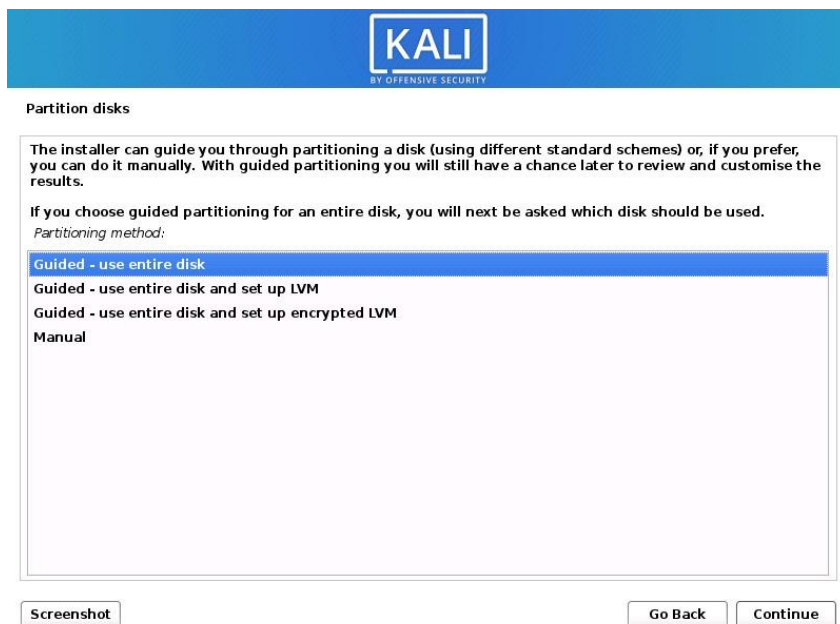 KALI
BY OFFENSIVE SECURITY
Partition disks
The installer can guide you through partitioning a disk (using different standard schemes) or, if you prefer,
you can do it manually. With guided partitioning you will still have a chance later to review and customise the
results.
If you choose guided partitioning for an entire disk, you will next be asked which disk should be used.
Partitioning method:
Guided - use entire disk
Guided - use entire disk and set up LVM
Guided - use entire disk and set up encrypted LVM
Manual
Screenshot
Go Back
Continue